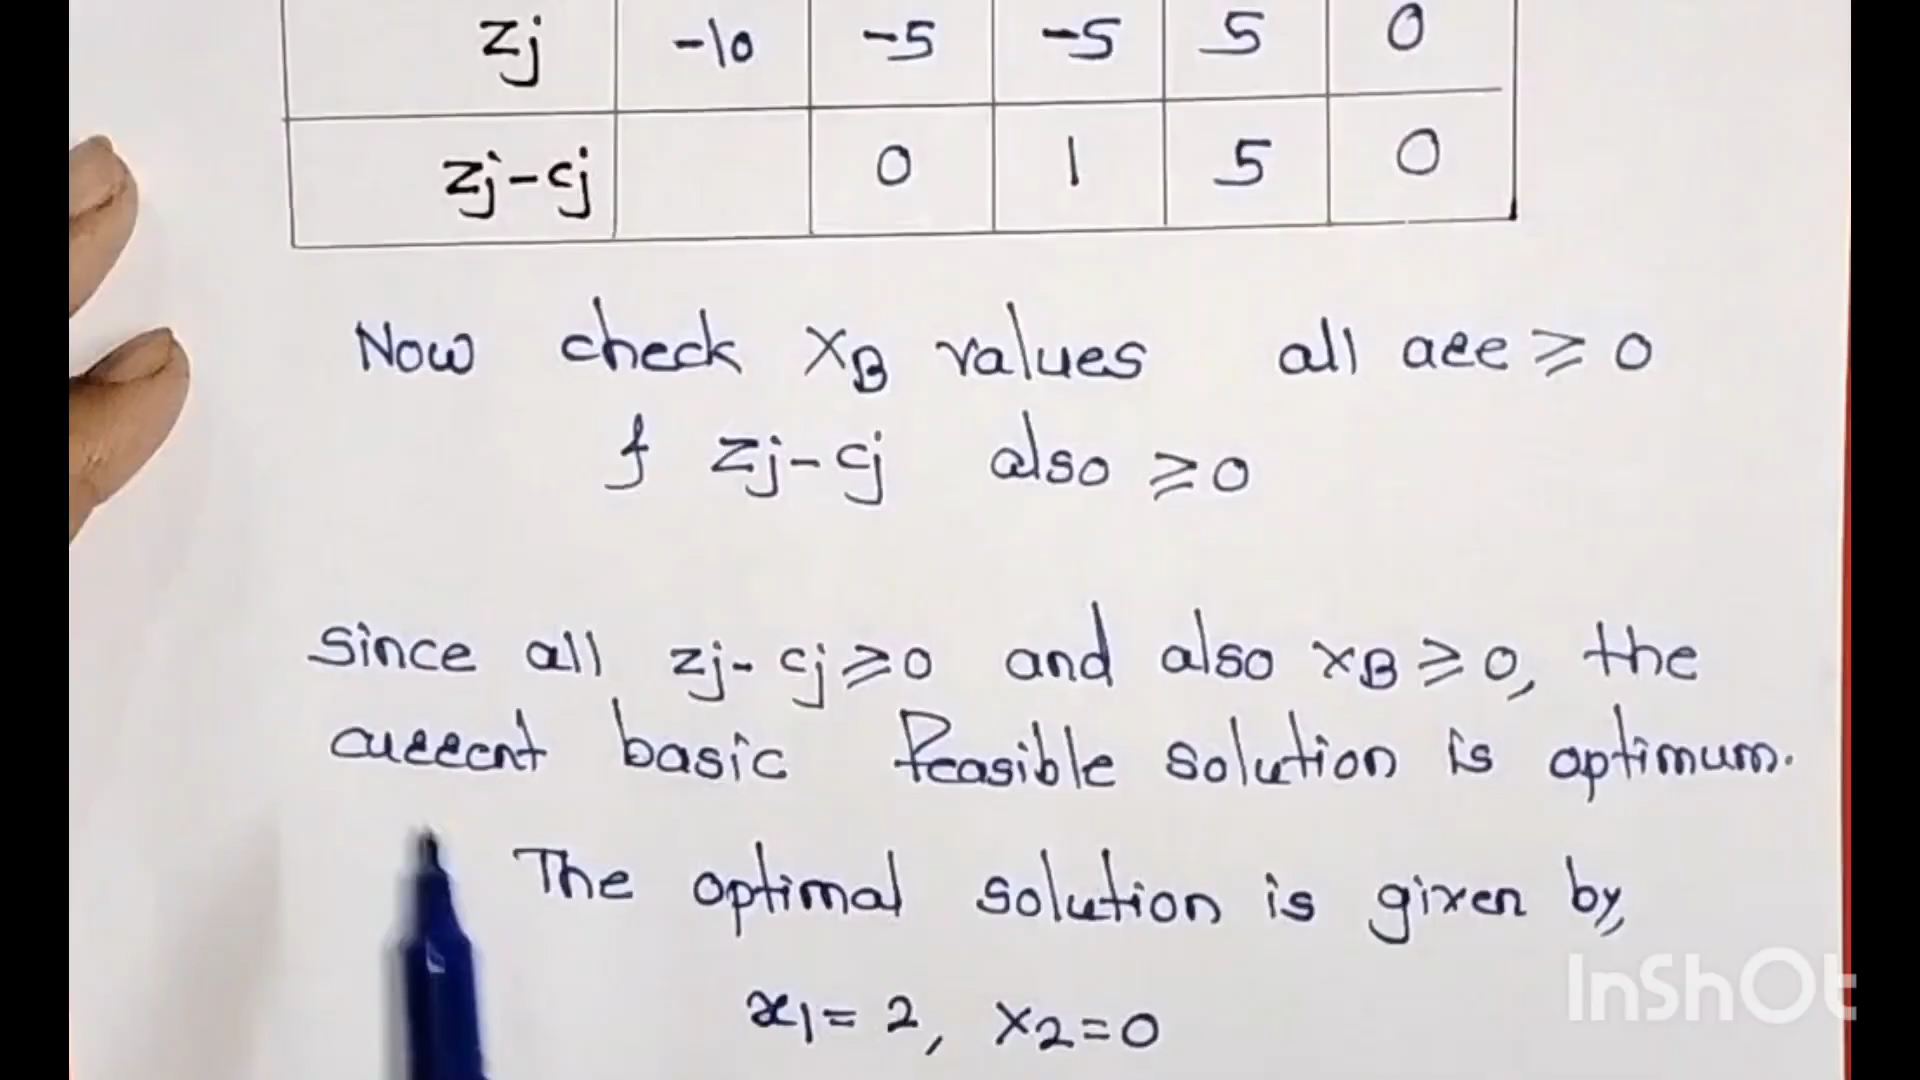 zj -10 -5 -5 5 0
zj-cj 0 1 5 0
Now check XB values all are ≥ 0
& zj-cj also ≥0
since all zj-cj≥0 and also xB≥0, the
current basic feasible solution is optimum.
The optimal solution is given by,
x1=2, x2=0
InShOt